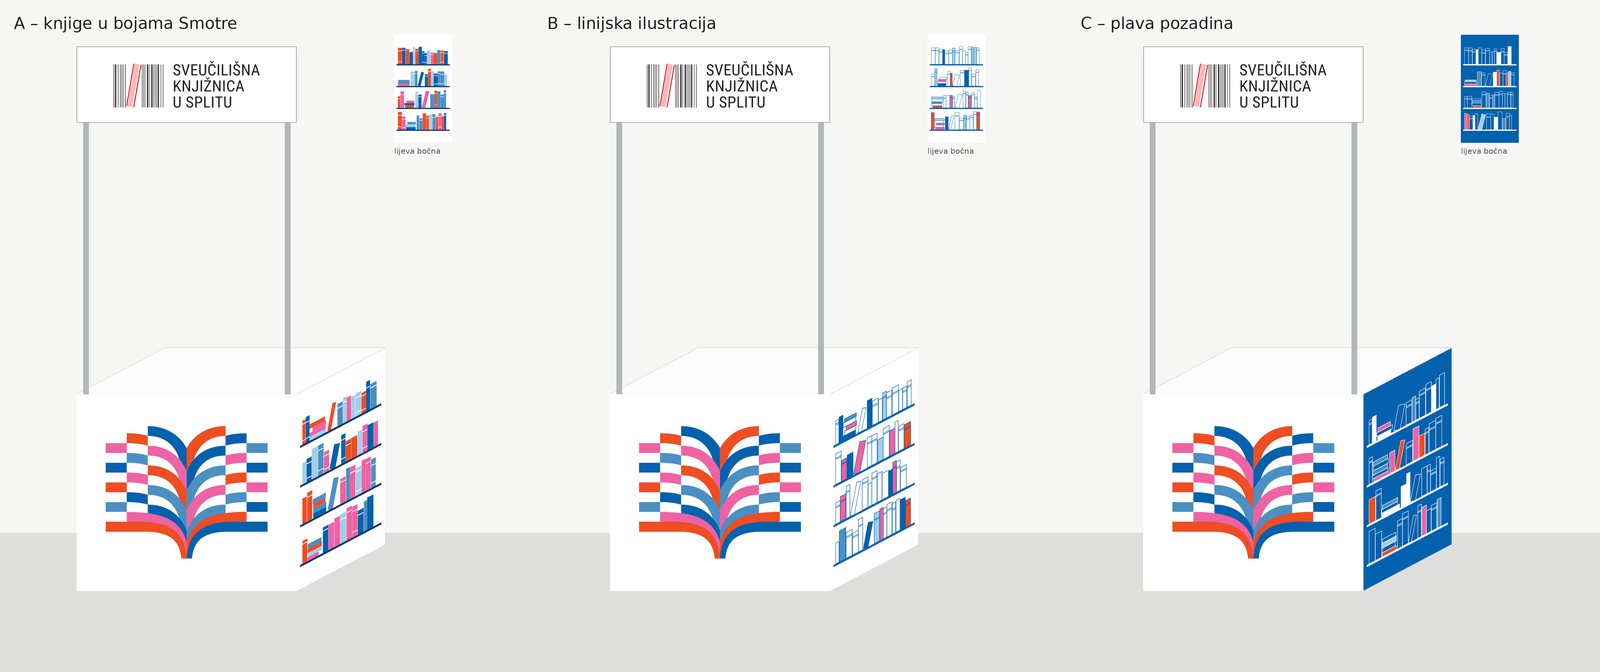 A – knjige u bojama Smotre
SVEUČILIŠNA
KNJIŽNICA
U SPLITU
lijeva bočna
B – linijska ilustracija
SVEUČILIŠNA
KNJIŽNICA
U SPLITU
lijeva bočna
C – plava pozadina
SVEUČILIŠNA
KNJIŽNICA
U SPLITU
lijeva bočna